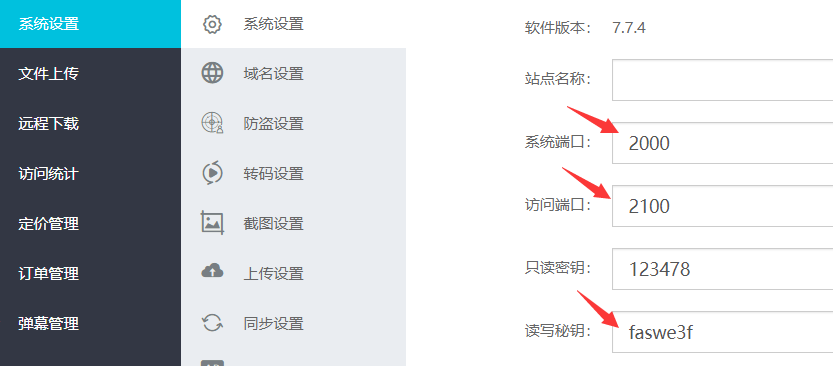 系统设置
文件上传
远程下载
访问统计
定价管理
订单管理
弹幕管理
系统设置
域名设置
防盗设置
转码设置
截图设置
上传设置
同步设置
软件版本： 7.7.4
站点名称：
系统端口： 2000
访问端口： 2100
只读密钥： 123478
读写秘钥： faswe3f